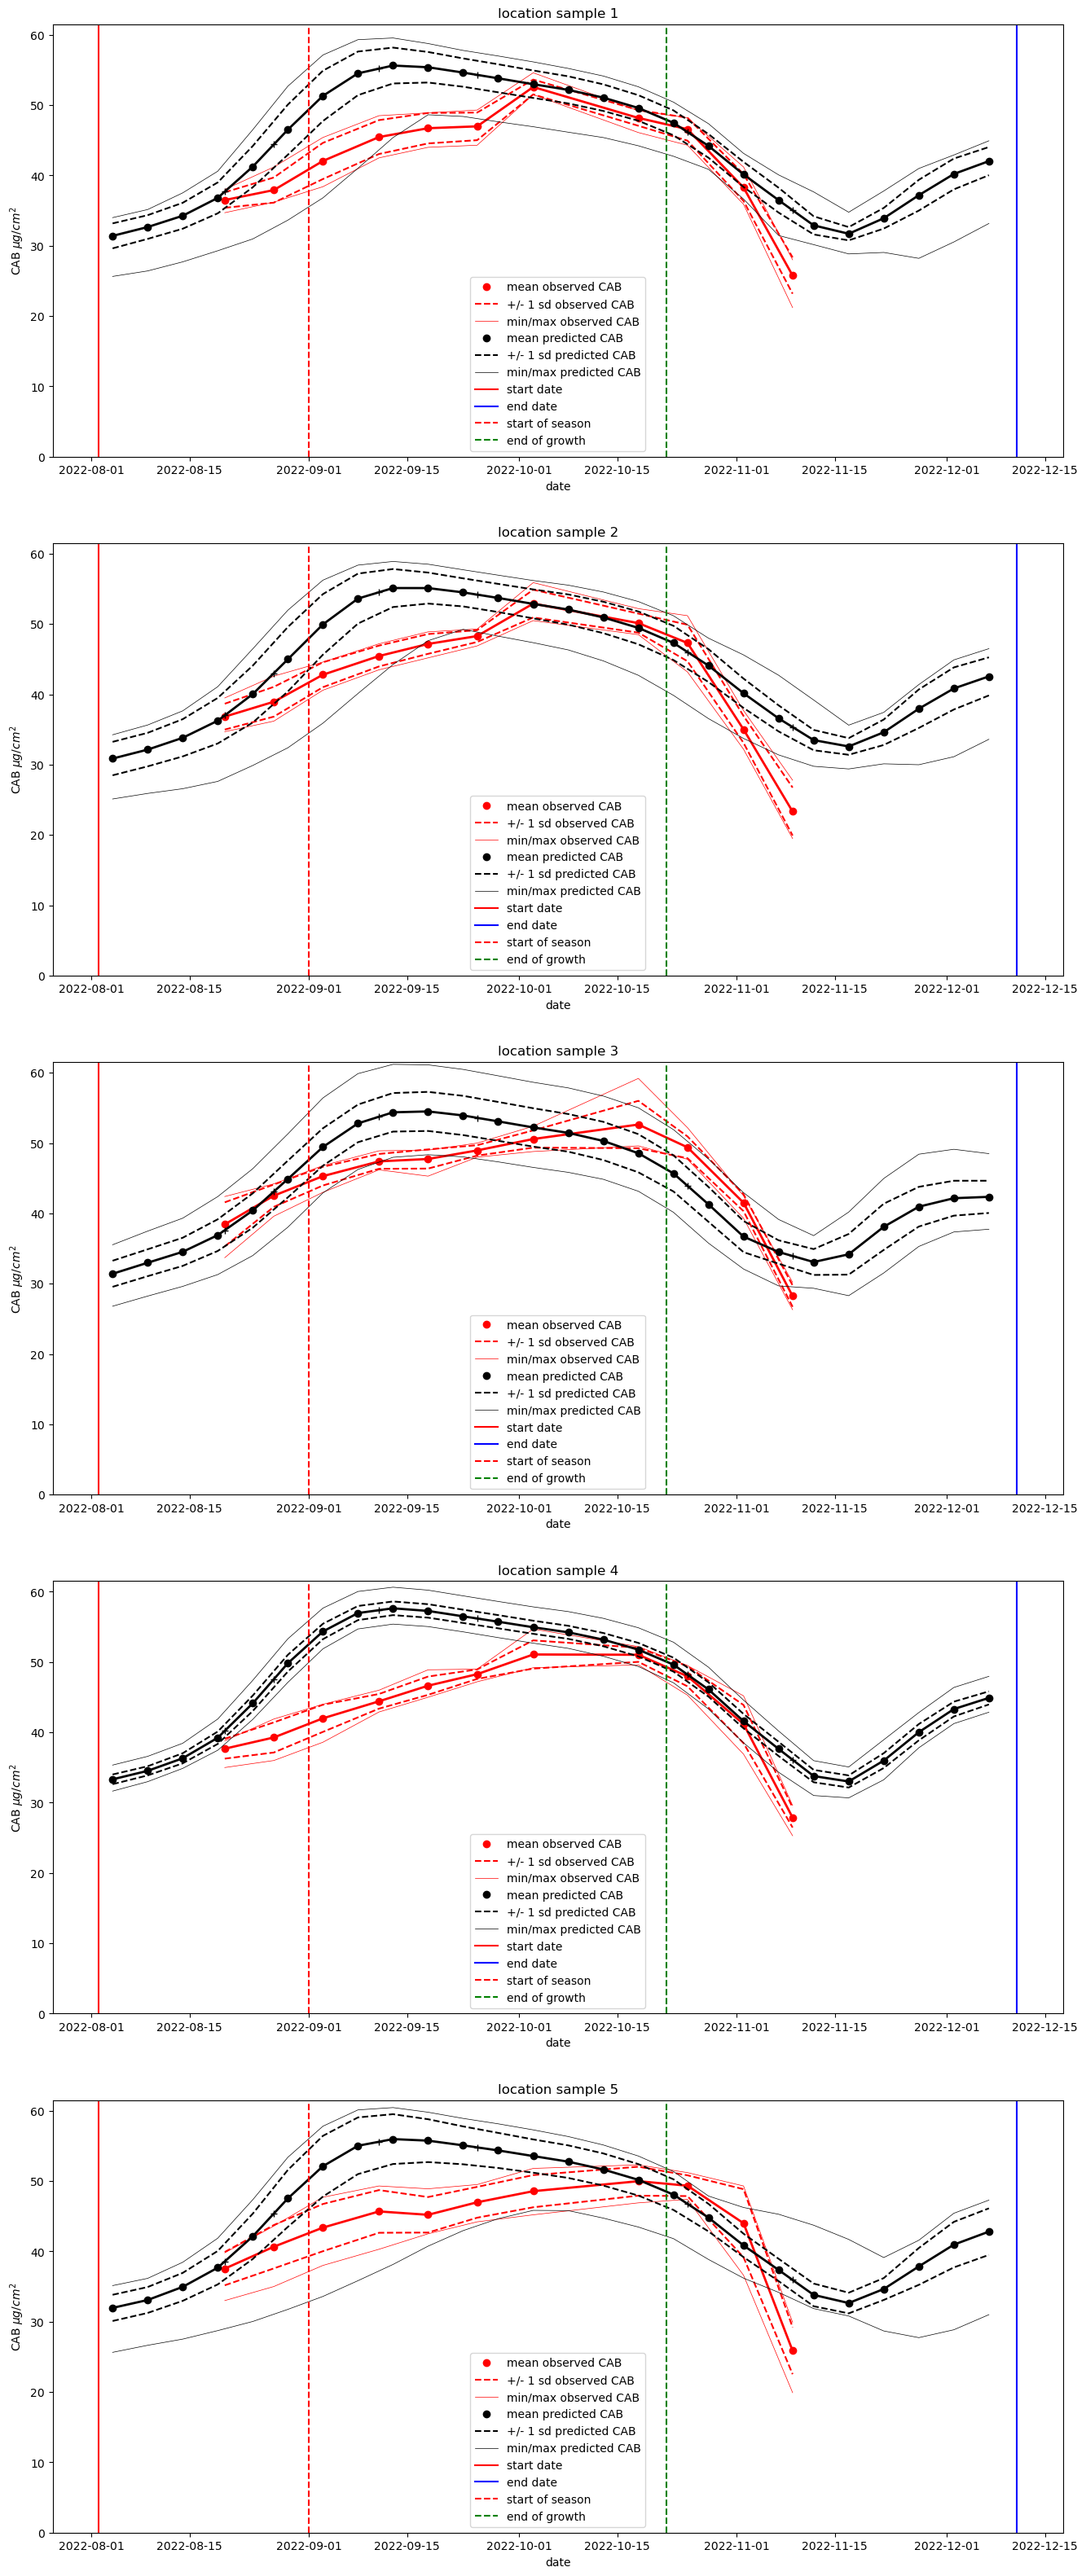 location sample 1
60
50
40
30
20
10
0
CAB μg/cm²
mean observed CAB
+/- 1 sd observed CAB
min/max observed CAB
mean predicted CAB
+/- 1 sd predicted CAB
min/max predicted CAB
start date
end date
start of season
end of growth
2022-08-01 2022-08-15 2022-09-01 2022-09-15 2022-10-01 2022-10-15 2022-11-01 2022-11-15 2022-12-01 2022-12-15
date
location sample 2
60
50
40
30
20
10
0
CAB μg/cm²
mean observed CAB
+/- 1 sd observed CAB
min/max observed CAB
mean predicted CAB
+/- 1 sd predicted CAB
min/max predicted CAB
start date
end date
start of season
end of growth
2022-08-01 2022-08-15 2022-09-01 2022-09-15 2022-10-01 2022-10-15 2022-11-01 2022-11-15 2022-12-01 2022-12-15
date
location sample 3
60
50
40
30
20
10
0
CAB μg/cm²
mean observed CAB
+/- 1 sd observed CAB
min/max observed CAB
mean predicted CAB
+/- 1 sd predicted CAB
min/max predicted CAB
start date
end date
start of season
end of growth
2022-08-01 2022-08-15 2022-09-01 2022-09-15 2022-10-01 2022-10-15 2022-11-01 2022-11-15 2022-12-01 2022-12-15
date
location sample 4
60
50
40
30
20
10
0
CAB μg/cm²
mean observed CAB
+/- 1 sd observed CAB
min/max observed CAB
mean predicted CAB
+/- 1 sd predicted CAB
min/max predicted CAB
start date
end date
start of season
end of growth
2022-08-01 2022-08-15 2022-09-01 2022-09-15 2022-10-01 2022-10-15 2022-11-01 2022-11-15 2022-12-01 2022-12-15
date
location sample 5
60
50
40
30
20
10
0
CAB μg/cm²
mean observed CAB
+/- 1 sd observed CAB
min/max observed CAB
mean predicted CAB
+/- 1 sd predicted CAB
min/max predicted CAB
start date
end date
start of season
end of growth
2022-08-01 2022-08-15 2022-09-01 2022-09-15 2022-10-01 2022-10-15 2022-11-01 2022-11-15 2022-12-01 2022-12-15
date